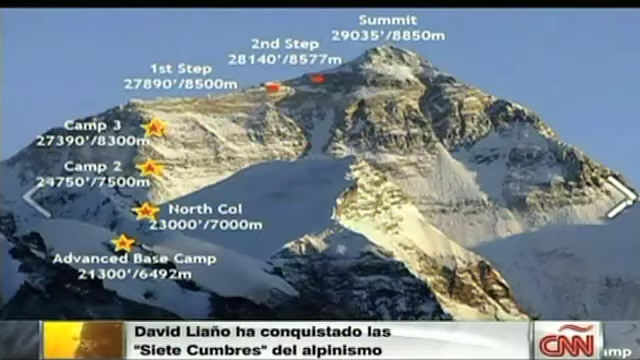 Summit
29035'/8850m
2nd Step
28140'/8577m
1st Step
27890'/8500m
Camp 3
27390'/8300m
Camp 2
24750'/7500m
North Col
23000'/7000m
Advanced Base Camp
21300'/6492m
David Liaño ha conquistado las
"Siete Cumbres" del alpinismo
CNN
imp